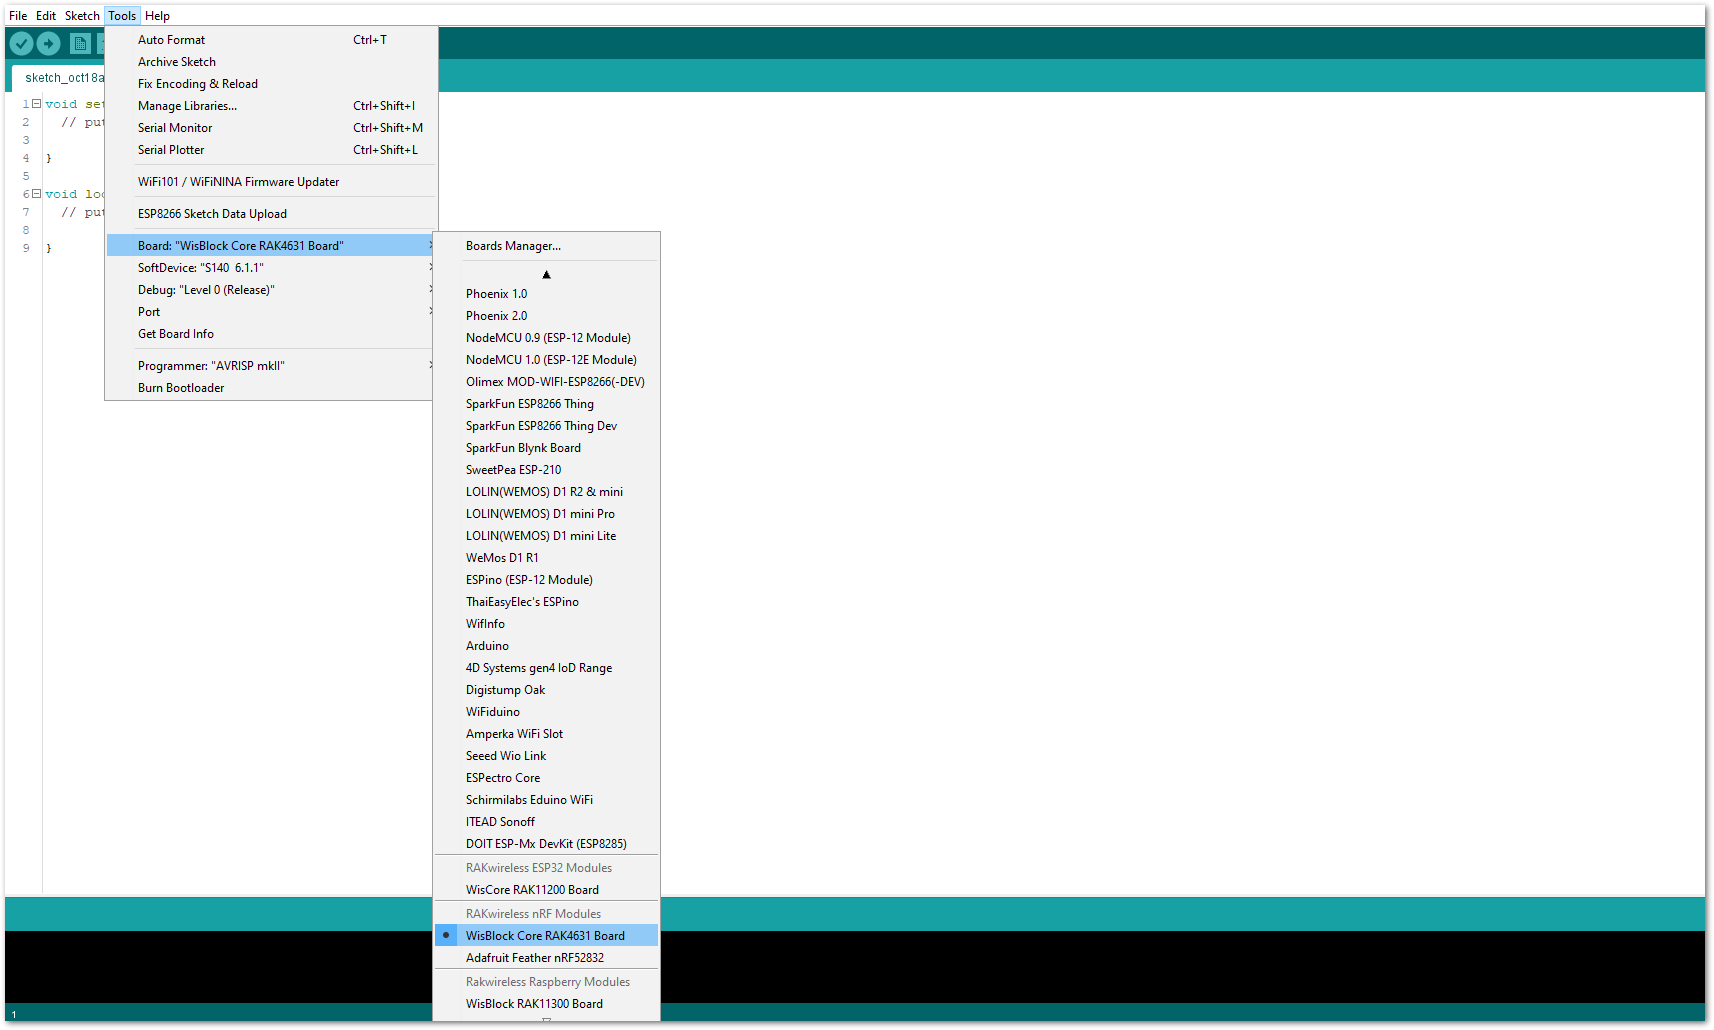 File Edit Sketch Tools Help
sketch_oct18a
1 void set
2 // put
3
4 }
5
6 void loo
7 // put
8
9 }
Auto Format Ctrl+T
Archive Sketch
Fix Encoding & Reload
Manage Libraries... Ctrl+Shift+I
Serial Monitor Ctrl+Shift+M
Serial Plotter Ctrl+Shift+L
WiFi101 / WiFiNINA Firmware Updater
ESP8266 Sketch Data Upload
Board: "WisBlock Core RAK4631 Board"
SoftDevice: "S140 6.1.1"
Debug: "Level 0 (Release)"
Port
Get Board Info
Programmer: "AVRISP mkII"
Burn Bootloader
Boards Manager...
Phoenix 1.0
Phoenix 2.0
NodeMCU 0.9 (ESP-12 Module)
NodeMCU 1.0 (ESP-12E Module)
Olimex MOD-WIFI-ESP8266(-DEV)
SparkFun ESP8266 Thing
SparkFun ESP8266 Thing Dev
SparkFun Blynk Board
SweetPea ESP-210
LOLIN(WEMOS) D1 R2 & mini
LOLIN(WEMOS) D1 mini Pro
LOLIN(WEMOS) D1 mini Lite
WeMos D1 R1
ESPino (ESP-12 Module)
ThaiEasyElec's ESPino
WifInfo
Arduino
4D Systems gen4 IoD Range
Digistump Oak
WiFiduino
Amperka WiFi Slot
Seeed Wio Link
ESPectro Core
Schirmilabs Eduino WiFi
ITEAD Sonoff
DOIT ESP-Mx DevKit (ESP8285)
RAKwireless ESP32 Modules
WisCore RAK11200 Board
RAKwireless nRF Modules
WisBlock Core RAK4631 Board
Adafruit Feather nRF52832
Rakwireless Raspberry Modules
WisBlock RAK11300 Board
1